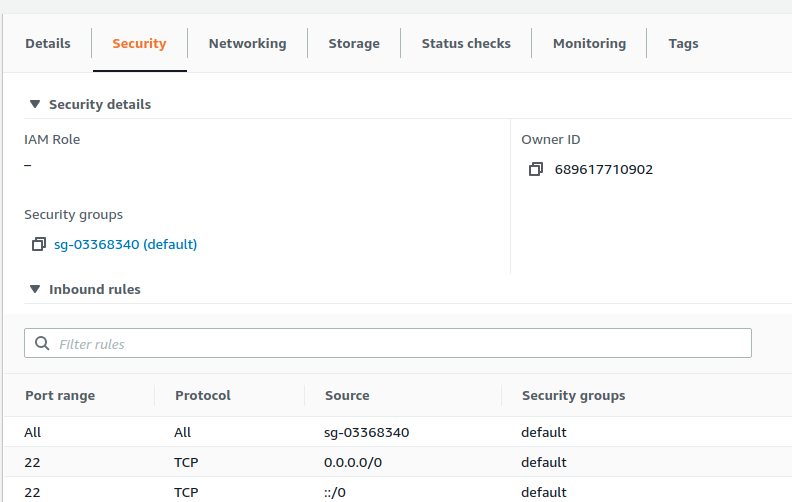 Details Security Networking Storage Status checks Monitoring Tags
Security details
IAM Role Owner ID
– 689617710902
Security groups
sg-03368340 (default)
Inbound rules
Filter rules
Port range Protocol Source Security groups
All All sg-03368340 default
22 TCP 0.0.0.0/0 default
22 TCP ::/0 default